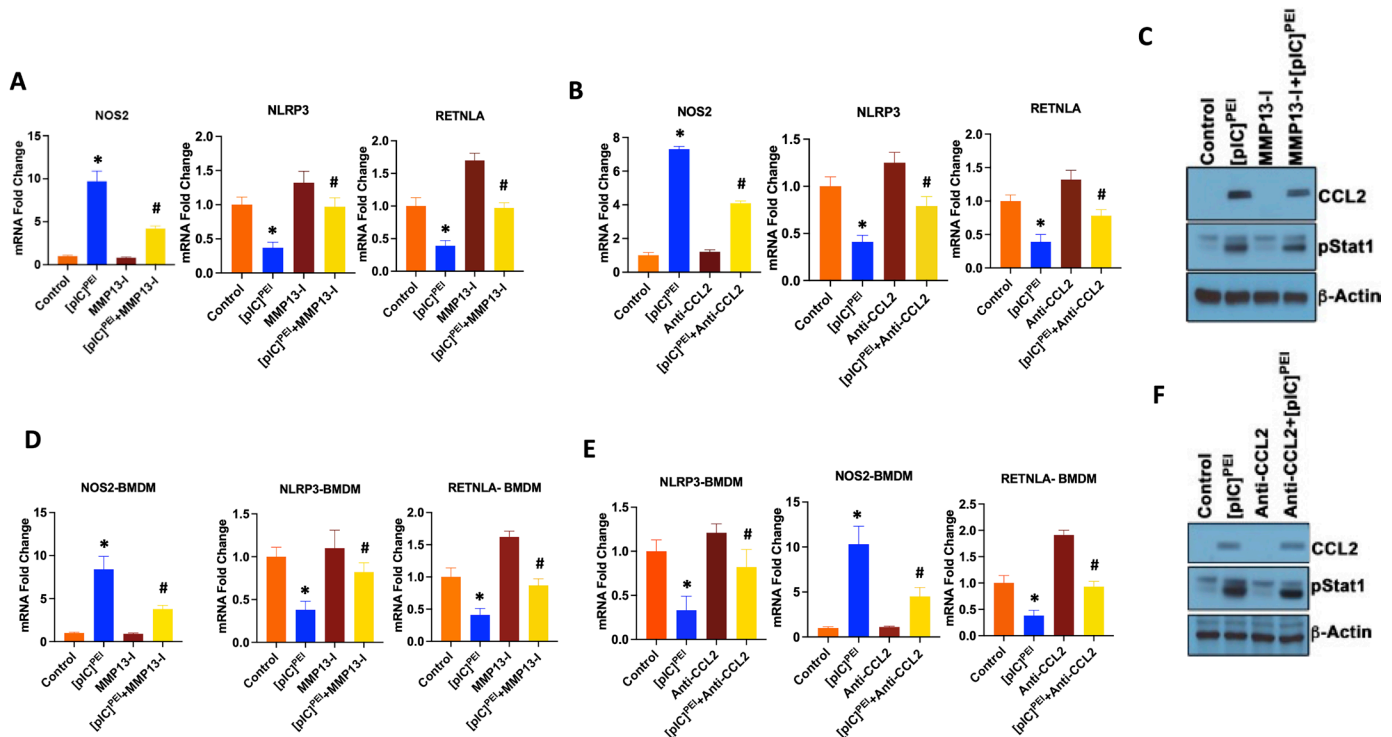 A
NOS2
mRNA Fold Change
15
10
5
0
*
#
Control
[pIC]PEI
MMP13-I
[pIC]PEI+MMP13-I
NLRP3
mRNA Fold Change
2.0
1.5
1.0
0.5
0.0
*
#
Control
[pIC]PEI
MMP13-I
[pIC]PEI+MMP13-I
RETNLA
mRNA Fold Change
2.0
1.5
1.0
0.5
0.0
*
#
Control
[pIC]PEI
MMP13-I
[pIC]PEI+MMP13-I
B
NOS2
mRNA Fold Change
8
6
4
2
0
*
#
Control
[pIC]PEI
Anti-CCL2
[pIC]PEI+Anti-CCL2
NLRP3
mRNA Fold Change
1.5
1.0
0.5
0.0
*
#
Control
[pIC]PEI
Anti-CCL2
[pIC]PEI+Anti-CCL2
RETNLA
mRNA Fold Change
2.0
1.5
1.0
0.5
0.0
*
#
Control
[pIC]PEI
Anti-CCL2
[pIC]PEI+Anti-CCL2
C
Control
[pIC]PEI
MMP13-I
MMP13-I+[pIC]PEI
CCL2
pStat1
β-Actin
D
NOS2-BMDM
mRNA Fold Change
15
10
5
0
*
#
Control
[pIC]PEI
MMP13-I
[pIC]PEI+MMP13-I
NLRP3-BMDM
mRNA Fold Change
1.5
1.0
0.5
0.0
*
#
Control
[pIC]PEI
MMP13-I
[pIC]PEI+MMP13-I
RETNLA- BMDM
mRNA Fold Change
2.0
1.5
1.0
0.5
0.0
*
#
Control
[pIC]PEI
MMP13-I
[pIC]PEI+MMP13-I
E
NLRP3-BMDM
mRNA Fold Change
1.5
1.0
0.5
0.0
*
#
Control
[pIC]PEI
Anti-CCL2
[pIC]PEI+Anti-CCL2
NOS2-BMDM
mRNA Fold Change
15
10
5
0
*
#
Control
[pIC]PEI
Anti-CCL2
[pIC]PEI+Anti-CCL2
RETNLA- BMDM
mRNA Fold Change
2.5
2.0
1.5
1.0
0.5
0.0
*
#
Control
[pIC]PEI
Anti-CCL2
[pIC]PEI+Anti-CCL2
F
Control
[pIC]PEI
Anti-CCL2
Anti-CCL2+[pIC]PEI
CCL2
pStat1
β-Actin